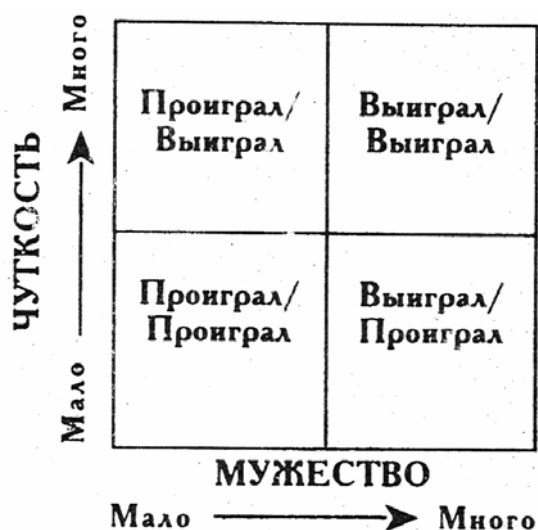 Много
Проиграл/
Выиграл
Выиграл/
Выиграл
ЧУТКОСТЬ
Проиграл/
Проиграл
Выиграл/
Проиграл
Мало
МУЖЕСТВО
Мало
Много